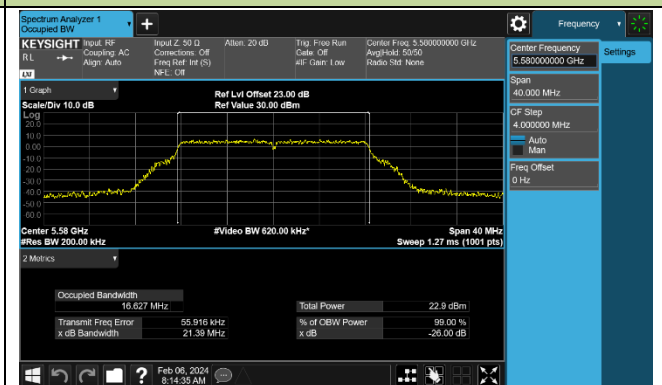 Spectrum Analyzer 1
Occupied BW
+
Frequency
KEYSIGHT
RL
LXI
Input: RF
Coupling: AC
Align: Auto
Input Z: 50 Ω
Corrections: Off
Freq Ref: Int (S)
NFE: Off
Atten: 20 dB
Trig: Free Run
Gate: Off
#IF Gain: Low
Center Freq: 5.580000000 GHz
Avg|Hold: 50/50
Radio Std: None
Center Frequency
5.580000000 GHz
Settings
Span
40.000 MHz
CF Step
4.000000 MHz
Auto
Man
Freq Offset
0 Hz
1 Graph
Scale/Div 10.0 dB
Ref Lvl Offset 23.00 dB
Ref Value 30.00 dBm
Log
20.0
10.0
0.00
-10.0
-20.0
-30.0
-40.0
-50.0
-60.0
Center 5.58 GHz
#Res BW 200.00 kHz
#Video BW 620.00 kHz*
Span 40 MHz
Sweep 1.27 ms (1001 pts)
2 Metrics
Occupied Bandwidth
16.627 MHz
Total Power 22.9 dBm
Transmit Freq Error 55.916 kHz
% of OBW Power 99.00 %
x dB Bandwidth 21.39 MHz
x dB -26.00 dB
?
Feb 06, 2024
8:14:35 AM